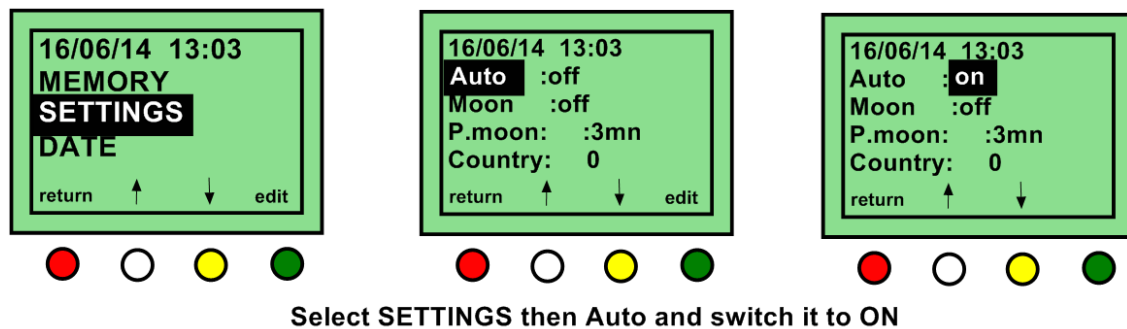 16/06/14 13:03
MEMORY
SETTINGS
DATE
return ↑ ↓ edit
16/06/14 13:03
Auto :off
Moon :off
P.moon: :3mn
Country: 0
return ↑ ↓ edit
16/06/14 13:03
Auto : on
Moon :off
P.moon: :3mn
Country: 0
return ↑ ↓
Select SETTINGS then Auto and switch it to ON